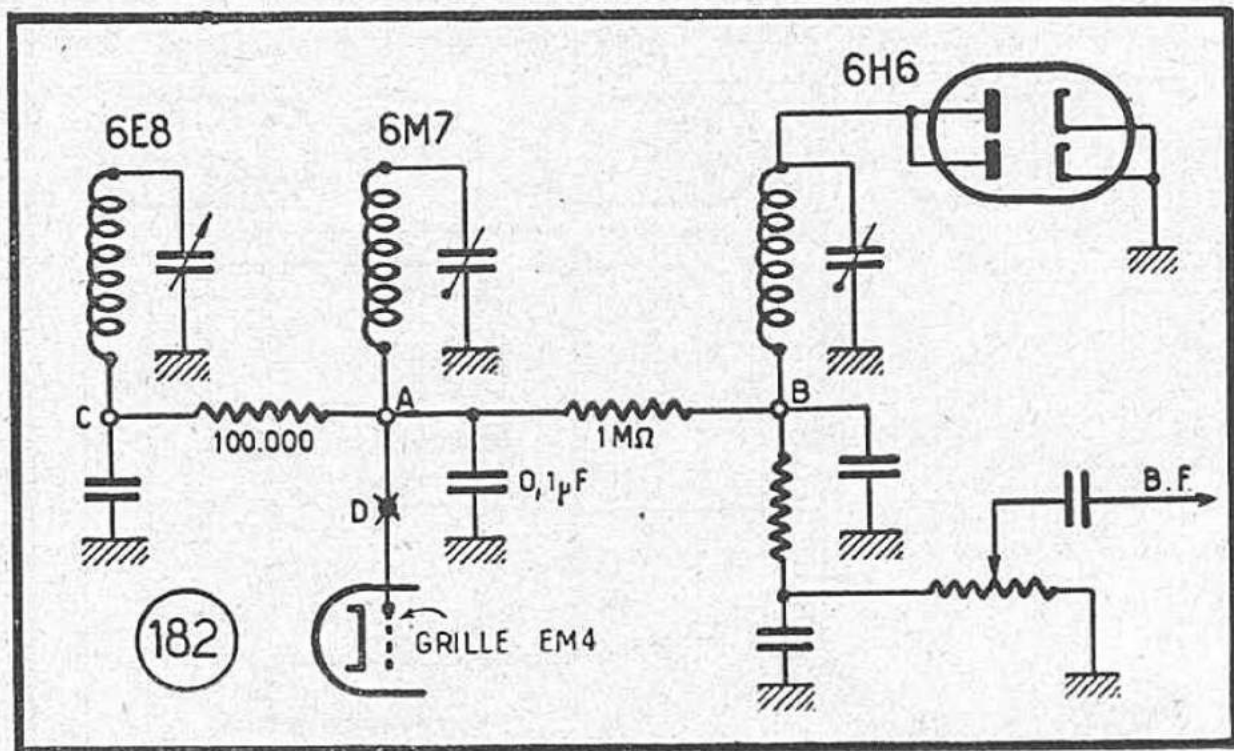 6H6
6E8
6M7
C
100.000
A
1MΩ
B
0,1µF
D
B.F.
182
GRILLE EM4